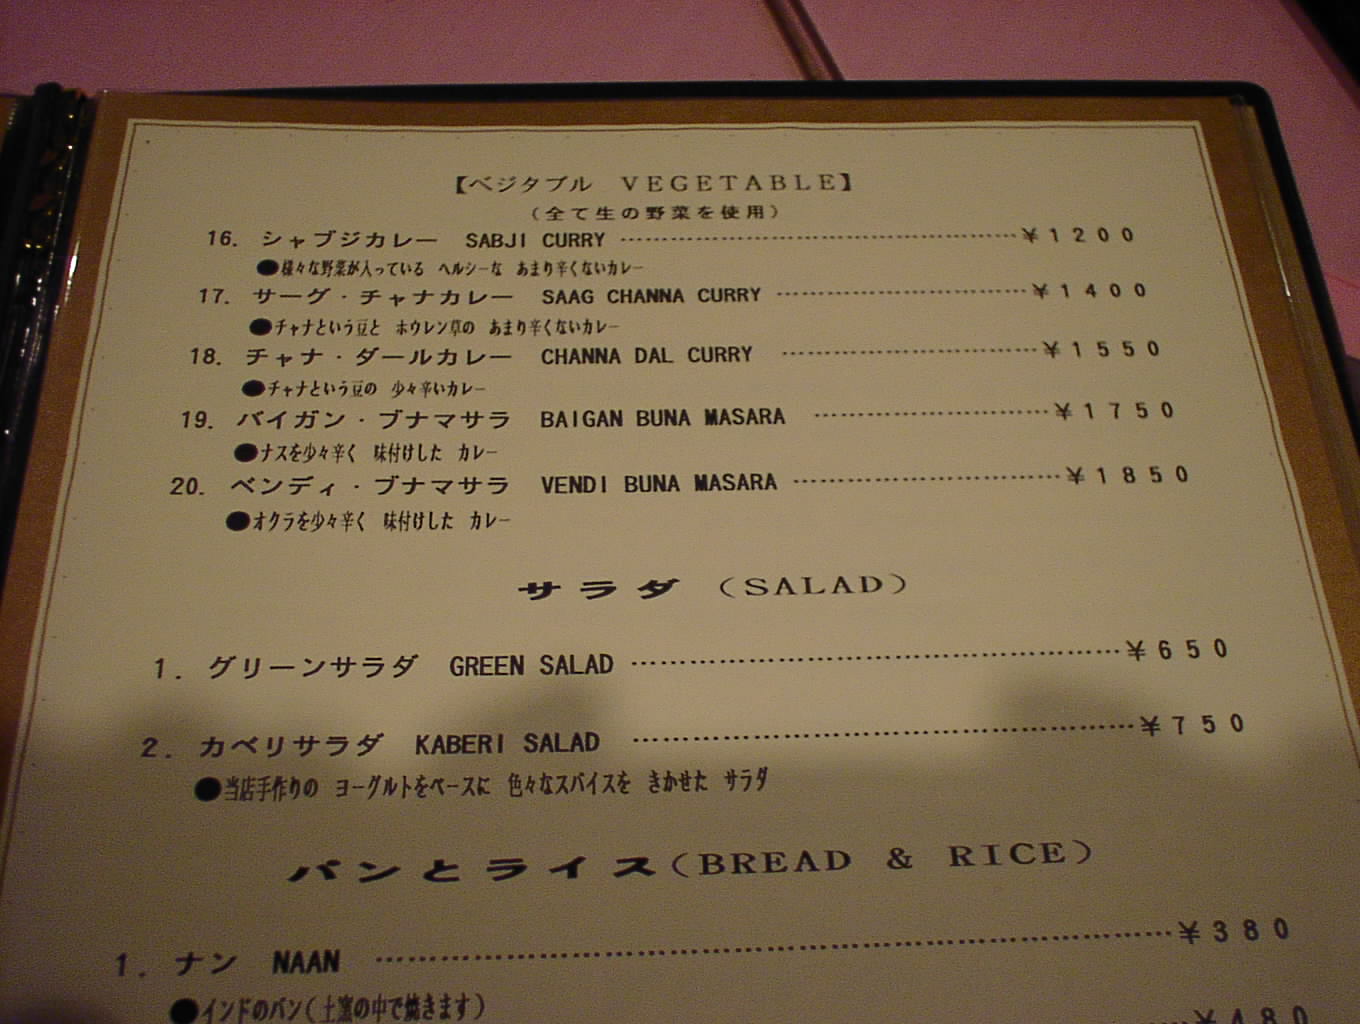 【ベジタブル VEGETABLE】
（全て生の野菜を使用）
16. シャブジカレー SABJI CURRY ………………………………………¥1200
●様々な野菜が入っている ヘルシーな あまり辛くないカレー
17. サーグ・チャナカレー SAAG CHANNA CURRY ………………………¥1400
●チャナという豆と ホウレン草の あまり辛くないカレー
18. チャナ・ダールカレー CHANNA DAL CURRY ………………………¥1550
●チャナという豆の 少々辛いカレー
19. バイガン・ブナマサラ BAIGAN BUNA MASARA ……………………¥1750
●ナスを少々辛く 味付けした カレー
20. ベンディ・ブナマサラ VENDI BUNA MASARA ………………………¥1850
●オクラを少々辛く 味付けした カレー
サラダ （SALAD）
1. グリーンサラダ GREEN SALAD ………………………………………¥650
2. カベリサラダ KABERI SALAD ………………………………………¥750
●当店手作りの ヨーグルトをベースに 色々なスパイスを きかせた サラダ
パンとライス（BREAD & RICE）
1. ナン NAAN ……………………………………………………………¥380
●インドのパン（土窯の中で焼きます）
¥480